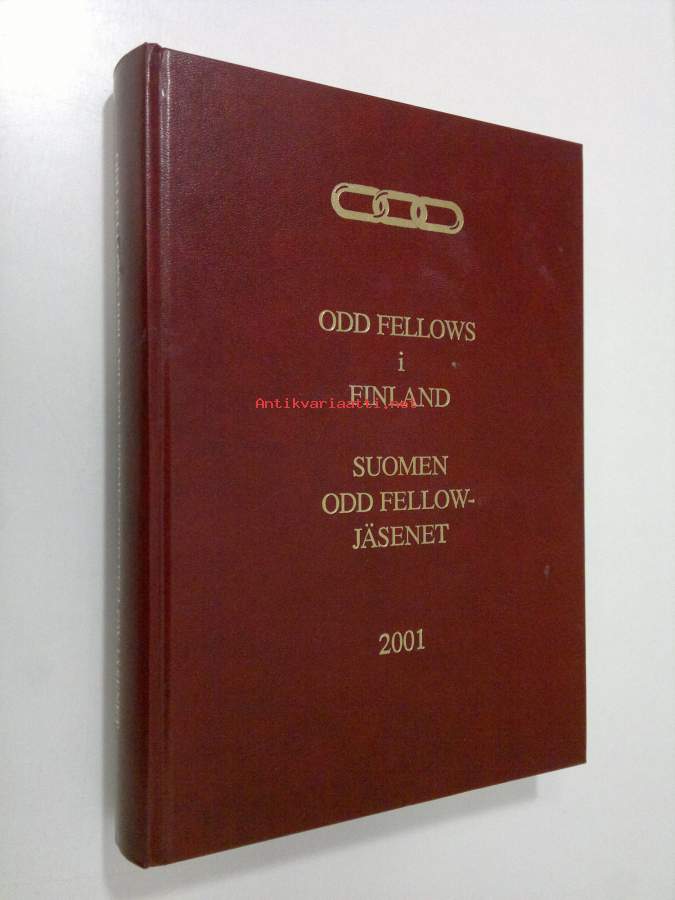 ODD FELLOWS
i
FINLAND
Antikvariaatti.net
SUOMEN
ODD FELLOW-
JÄSENET
2001